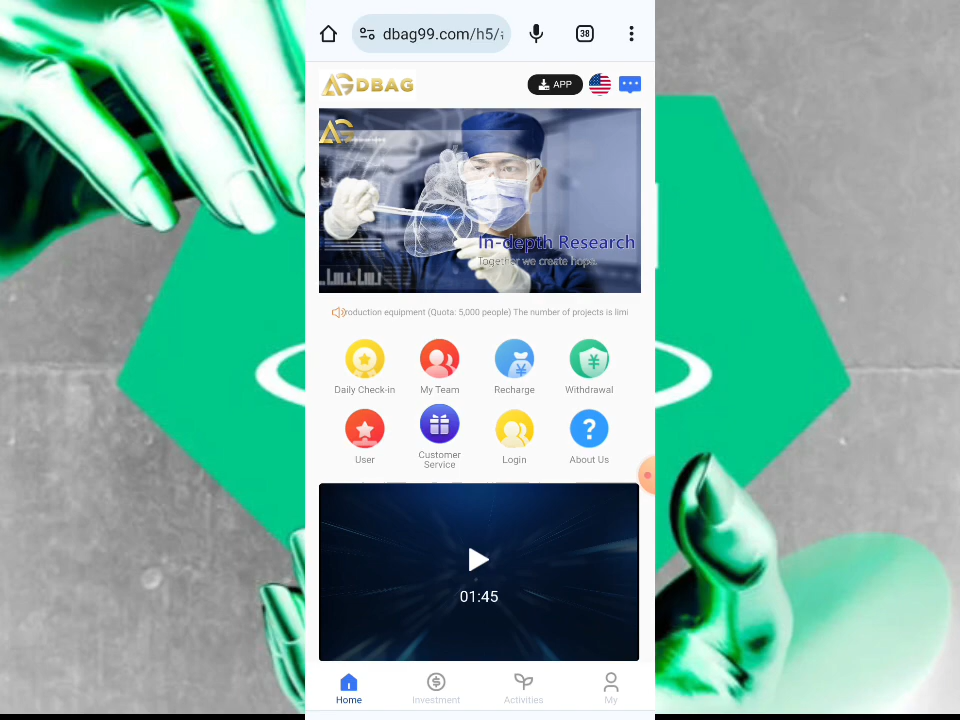 38
dbag99.com/h5/
DBAG
APP
In-depth Research
Together we create hope.
roduction equipment (Quota: 5,000 people) The number of projects is limi
Daily Check-in
My Team
Recharge
Withdrawal
User
Customer
Service
Login
About Us
01:45
Home
Investment
Activities
My